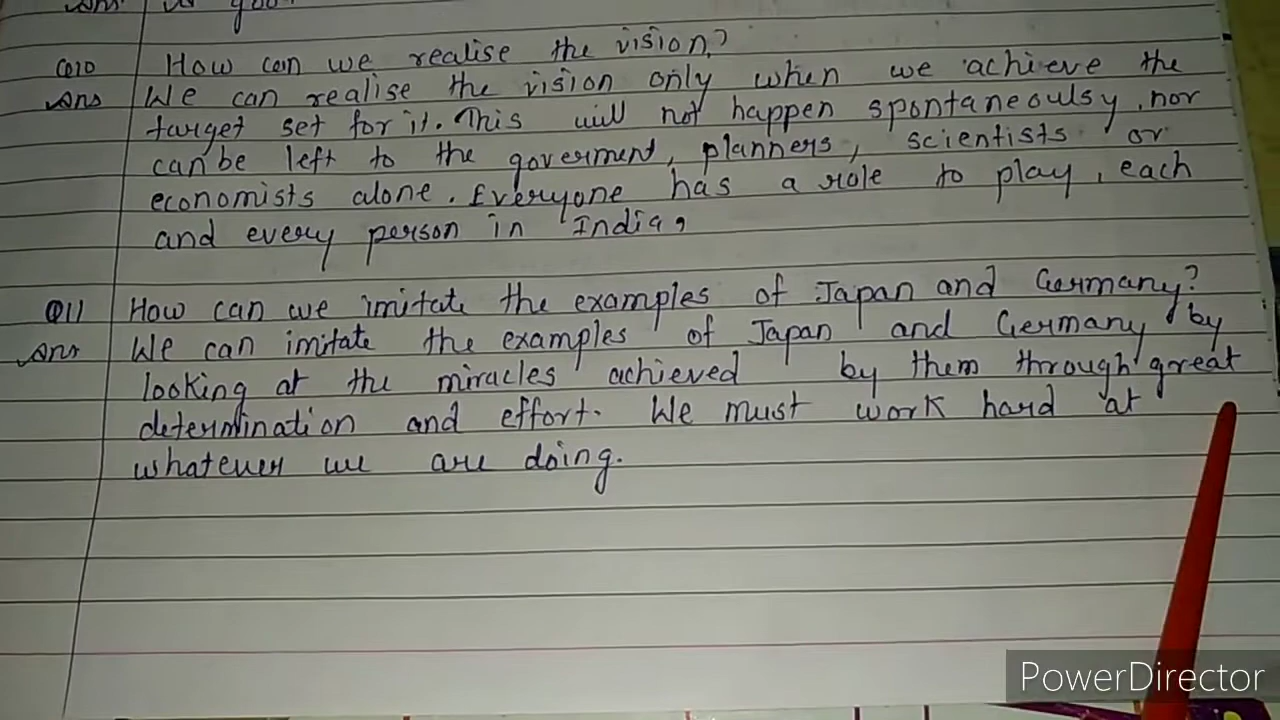 Ans
Q10 How can we realise the vision?
Ans We can realise the vision only when we achieve the
target set for it. This will not happen spontaneoulsy, nor
can be left to the goverment, planners, scientists or
economists alone. Everyone has a role to play, each
and every person in India,
Q11 How can we imitate the examples of Japan and Germany?
Ans We can imitate the examples of Japan and Germany by
looking at the miracles achieved by them through great
determination and effort. We must work hard at
whatever we are doing.
PowerDirector